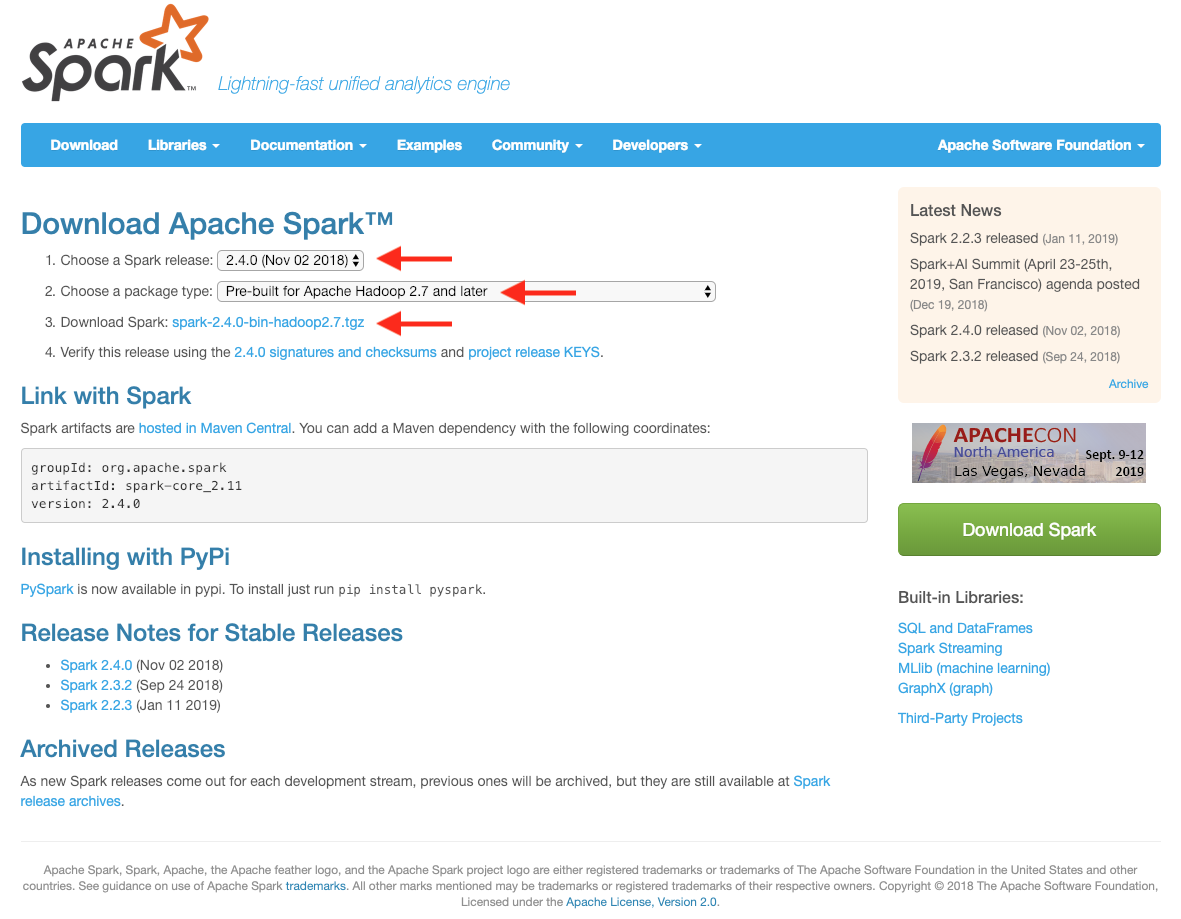 APACHE
Spark™
Lightning-fast unified analytics engine
Download Libraries Documentation Examples Community Developers Apache Software Foundation
Download Apache Spark™
1. Choose a Spark release: 2.4.0 (Nov 02 2018)
2. Choose a package type: Pre-built for Apache Hadoop 2.7 and later
3. Download Spark: spark-2.4.0-bin-hadoop2.7.tgz
4. Verify this release using the 2.4.0 signatures and checksums and project release KEYS.
Link with Spark
Spark artifacts are hosted in Maven Central. You can add a Maven dependency with the following coordinates:
groupId: org.apache.spark
artifactId: spark-core_2.11
version: 2.4.0
Installing with PyPi
PySpark is now available in pypi. To install just run pip install pyspark.
Release Notes for Stable Releases
• Spark 2.4.0 (Nov 02 2018)
• Spark 2.3.2 (Sep 24 2018)
• Spark 2.2.3 (Jan 11 2019)
Archived Releases
As new Spark releases come out for each development stream, previous ones will be archived, but they are still available at Spark
release archives.
Latest News
Spark 2.2.3 released (Jan 11, 2019)
Spark+AI Summit (April 23-25th,
2019, San Francisco) agenda posted
(Dec 19, 2018)
Spark 2.4.0 released (Nov 02, 2018)
Spark 2.3.2 released (Sep 24, 2018)
Archive
APACHECON
North America Sept. 9-12
Las Vegas, Nevada 2019
Download Spark
Built-in Libraries:
SQL and DataFrames
Spark Streaming
MLlib (machine learning)
GraphX (graph)
Third-Party Projects
Apache Spark, Spark, Apache, the Apache feather logo, and the Apache Spark project logo are either registered trademarks or trademarks of The Apache Software Foundation in the United States and other
countries. See guidance on use of Apache Spark trademarks. All other marks mentioned may be trademarks or registered trademarks of their respective owners. Copyright © 2018 The Apache Software Foundation,
Licensed under the Apache License, Version 2.0.